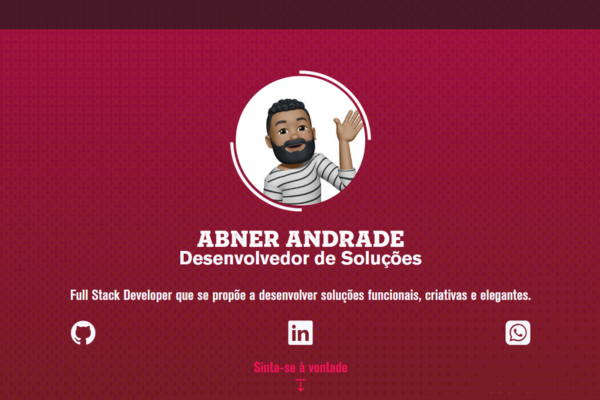 ABNER ANDRADE
Desenvolvedor de Soluções
Full Stack Developer que se propõe a desenvolver soluções funcionais, criativas e elegantes.
in
Sinta-se à vontade